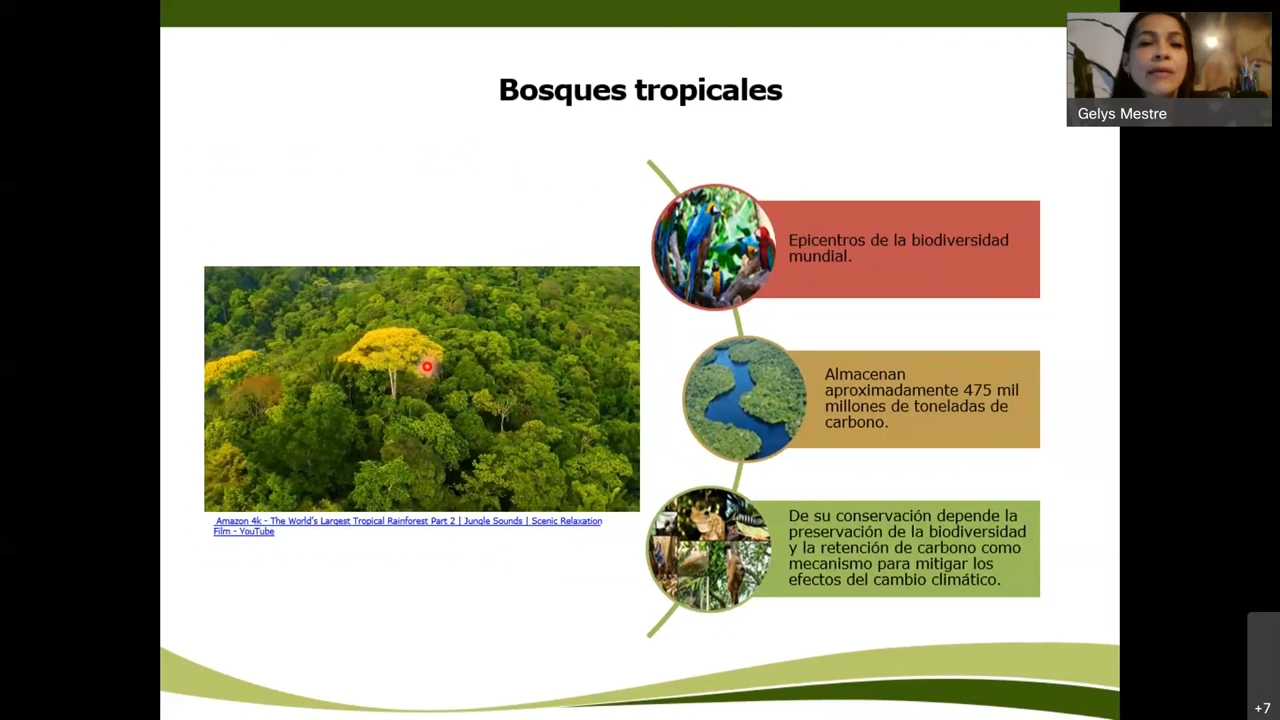 Bosques tropicales
Gelys Mestre
Epicentros de la biodiversidad
mundial.
Almacenan
aproximadamente 475 mil
millones de toneladas de
carbono.
De su conservación depende la
preservación de la biodiversidad
y la retención de carbono como
mecanismo para mitigar los
efectos del cambio climático.
Amazon 4k - The World's Largest Tropical Rainforest Part 2 | Jungle Sounds | Scenic Relaxation
Film - YouTube
+7